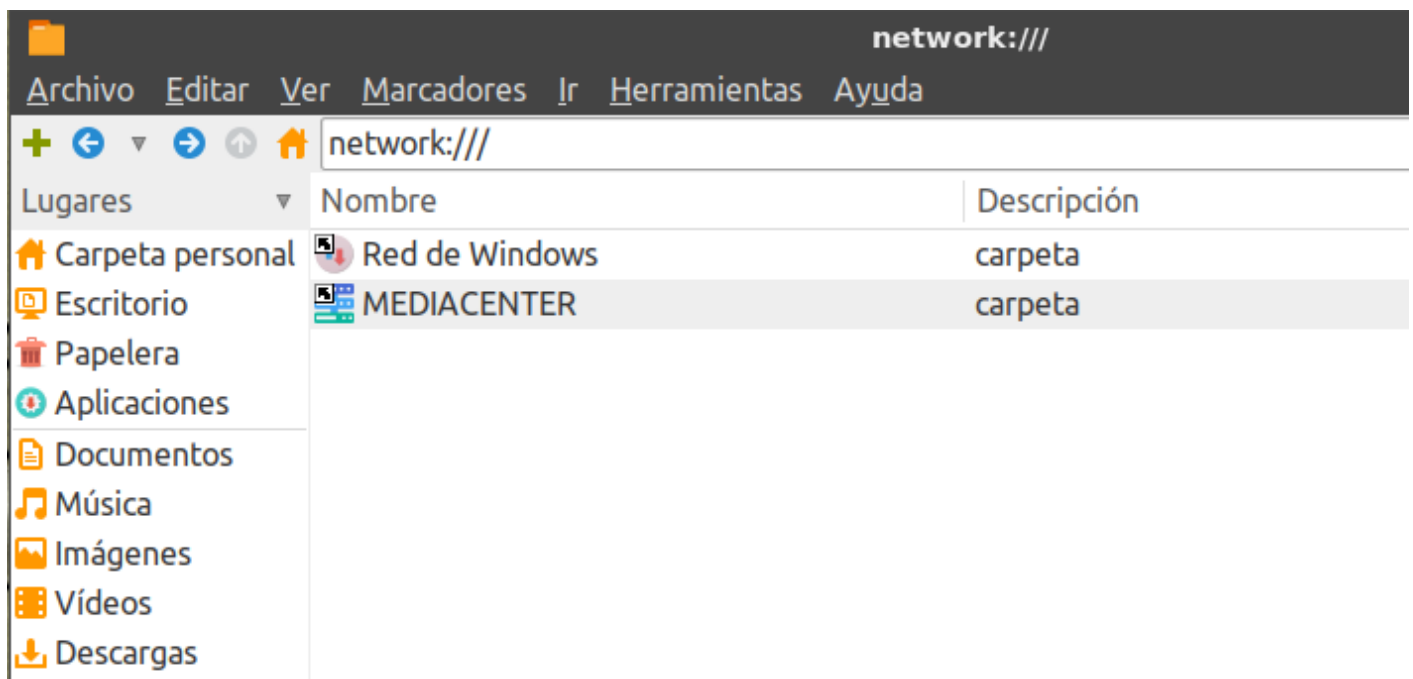 network:///
Archivo Editar Ver Marcadores Ir Herramientas Ayuda
network:///
Lugares Nombre Descripción
Carpeta personal Red de Windows carpeta
Escritorio MEDIACENTER carpeta
Papelera
Aplicaciones
Documentos
Música
Imágenes
Vídeos
Descargas